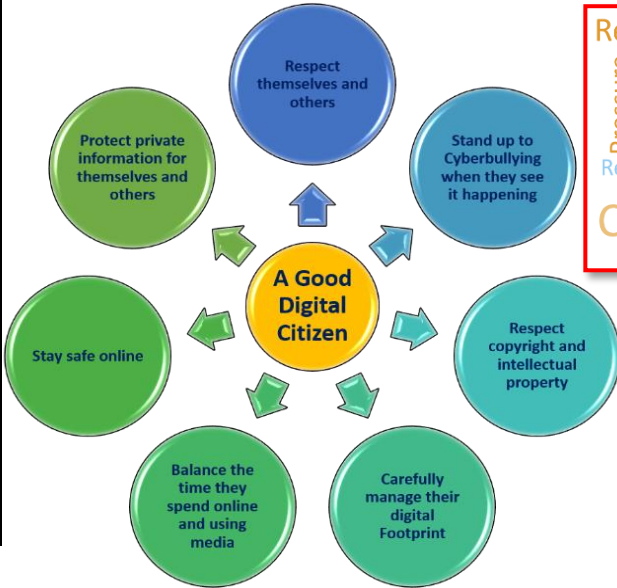 Respect
themselves and
others
Stand up to
Cyberbullying
when they see
it happening
Respect
copyright and
intellectual
property
Carefully
manage their
digital
Footprint
Balance the
time they
spend online
and using
media
Stay safe online
Protect private
information for
themselves and
others
A Good
Digital
Citizen